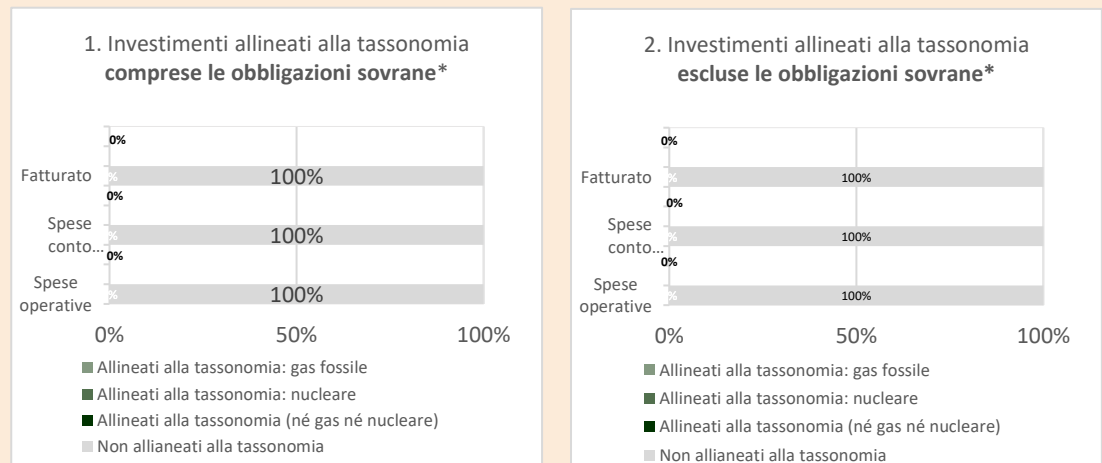 1. Investimenti allineati alla tassonomia
comprese le obbligazioni sovrane*
0%
Fatturato
%
100%
0%
Spese
conto…
%
100%
0%
Spese
operative
%
100%
0%
50%
100%
Allineati alla tassonomia: gas fossile
Allineati alla tassonomia: nucleare
Allineati alla tassonomia (né gas né nucleare)
Non allianeati alla tassonomia
2. Investimenti allineati alla tassonomia
escluse le obbligazioni sovrane*
0%
Fatturato
%
100%
0%
Spese
conto…
%
100%
0%
Spese
operative
%
100%
0%
50%
100%
Allineati alla tassonomia: gas fossile
Allineati alla tassonomia: nucleare
Allineati alla tassonomia (né gas né nucleare)
Non allianeati alla tassonomia